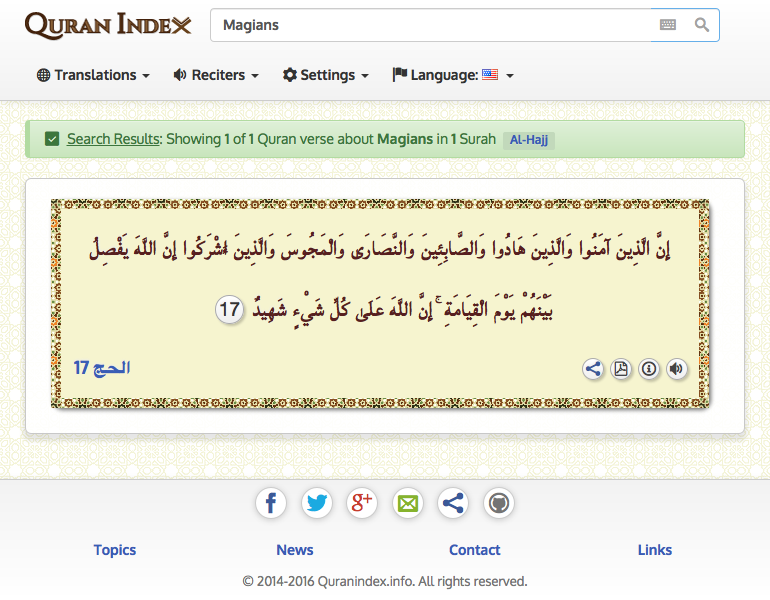 QURAN INDEX
Magians
Translations Reciters Settings Language:
Search Results: Showing 1 of 1 Quran verse about Magians in 1 Surah Al-Hajj
إِنَّ الَّذِينَ آمَنُوا وَالَّذِينَ هَادُوا وَالصَّابِئِينَ وَالنَّصَارَى وَالْمَجُوسَ وَالَّذِينَ أَشْرَكُوا إِنَّ اللَّهَ يَفْصِلُ
بَيْنَهُمْ يَوْمَ الْقِيَامَةِ ۚ إِنَّ اللَّهَ عَلَى كُلِّ شَيْءٍ شَهِيدٌ 17
الحج 17
f g+
Topics News Contact Links
© 2014-2016 Quranindex.info. All rights reserved.